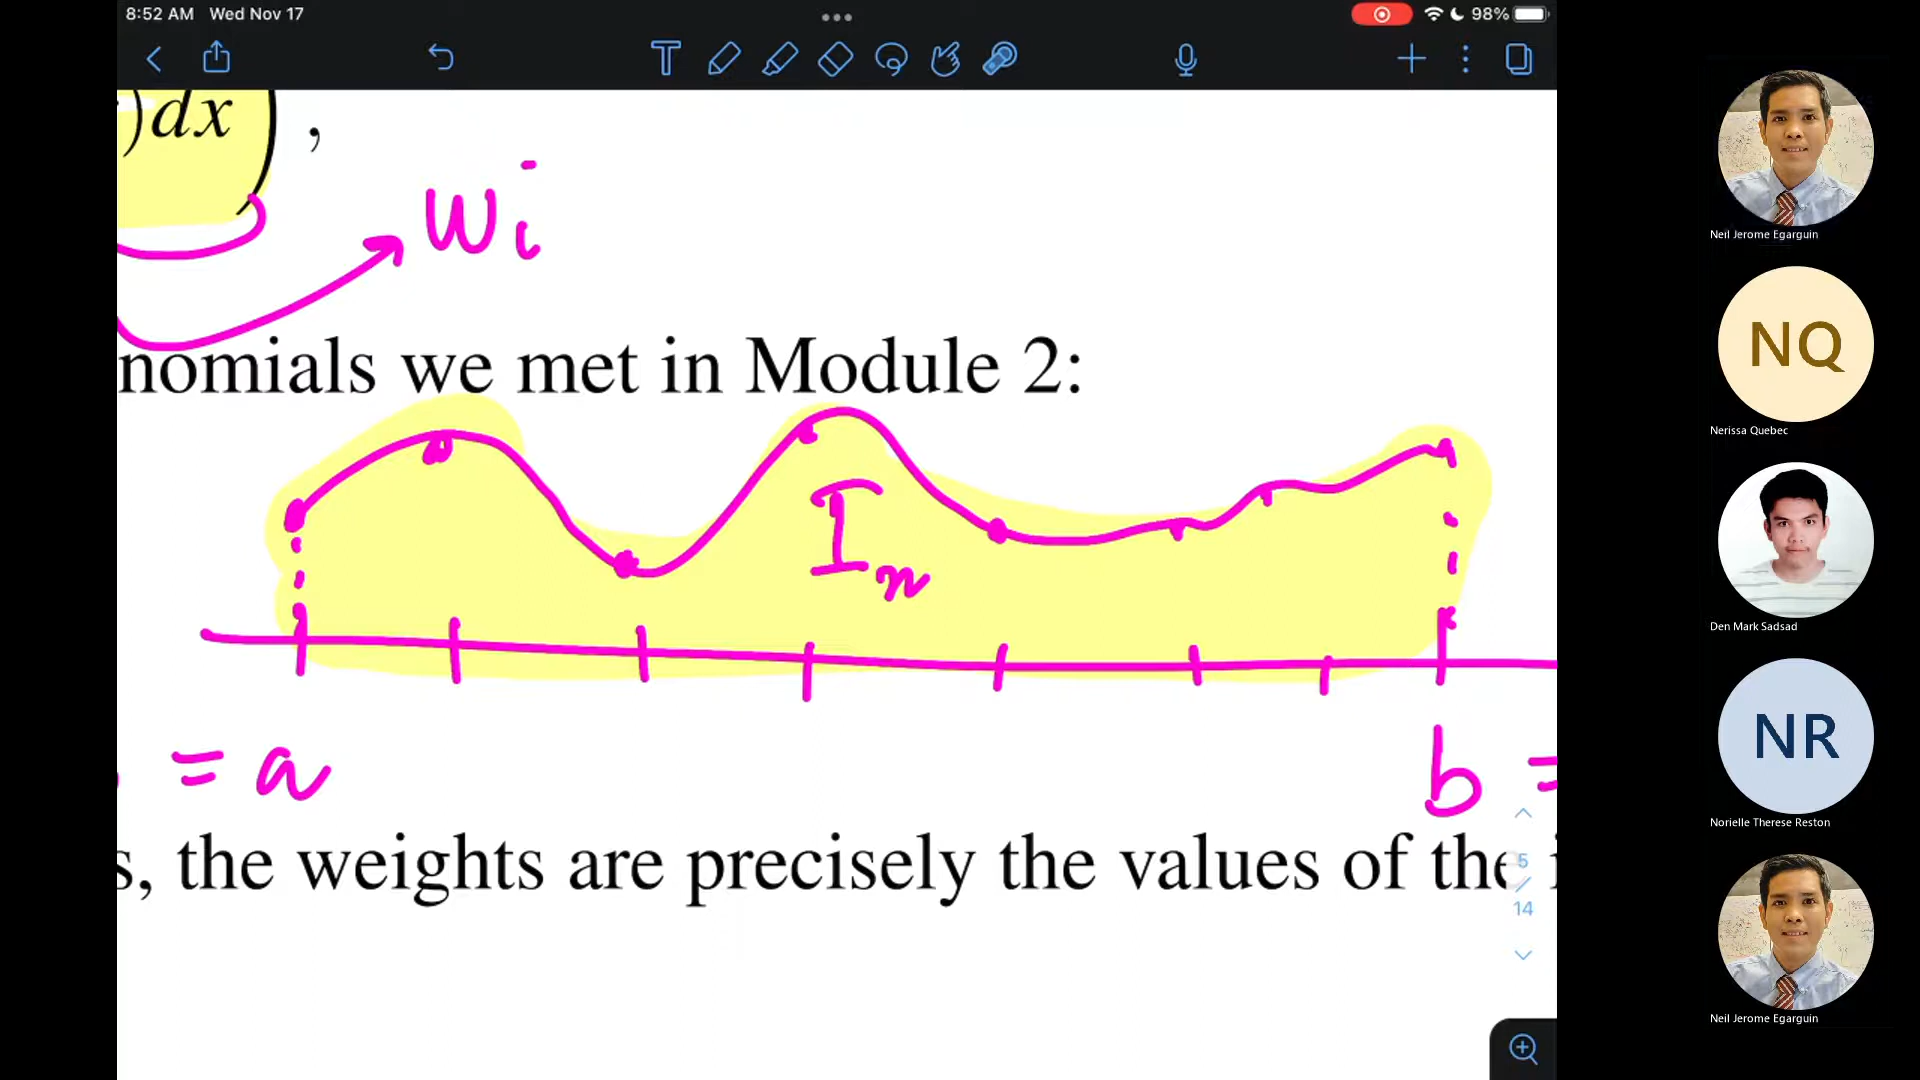 8:52 AM Wed Nov 17
98%
)dx ,
wi
nomials we met in Module 2:
In
= a
b =
s, the weights are precisely the values of the i
5
/
14
Neil Jerome Egarguin
NQ
Nerissa Quebec
Den Mark Sadsad
NR
Norielle Therese Reston
Neil Jerome Egarguin